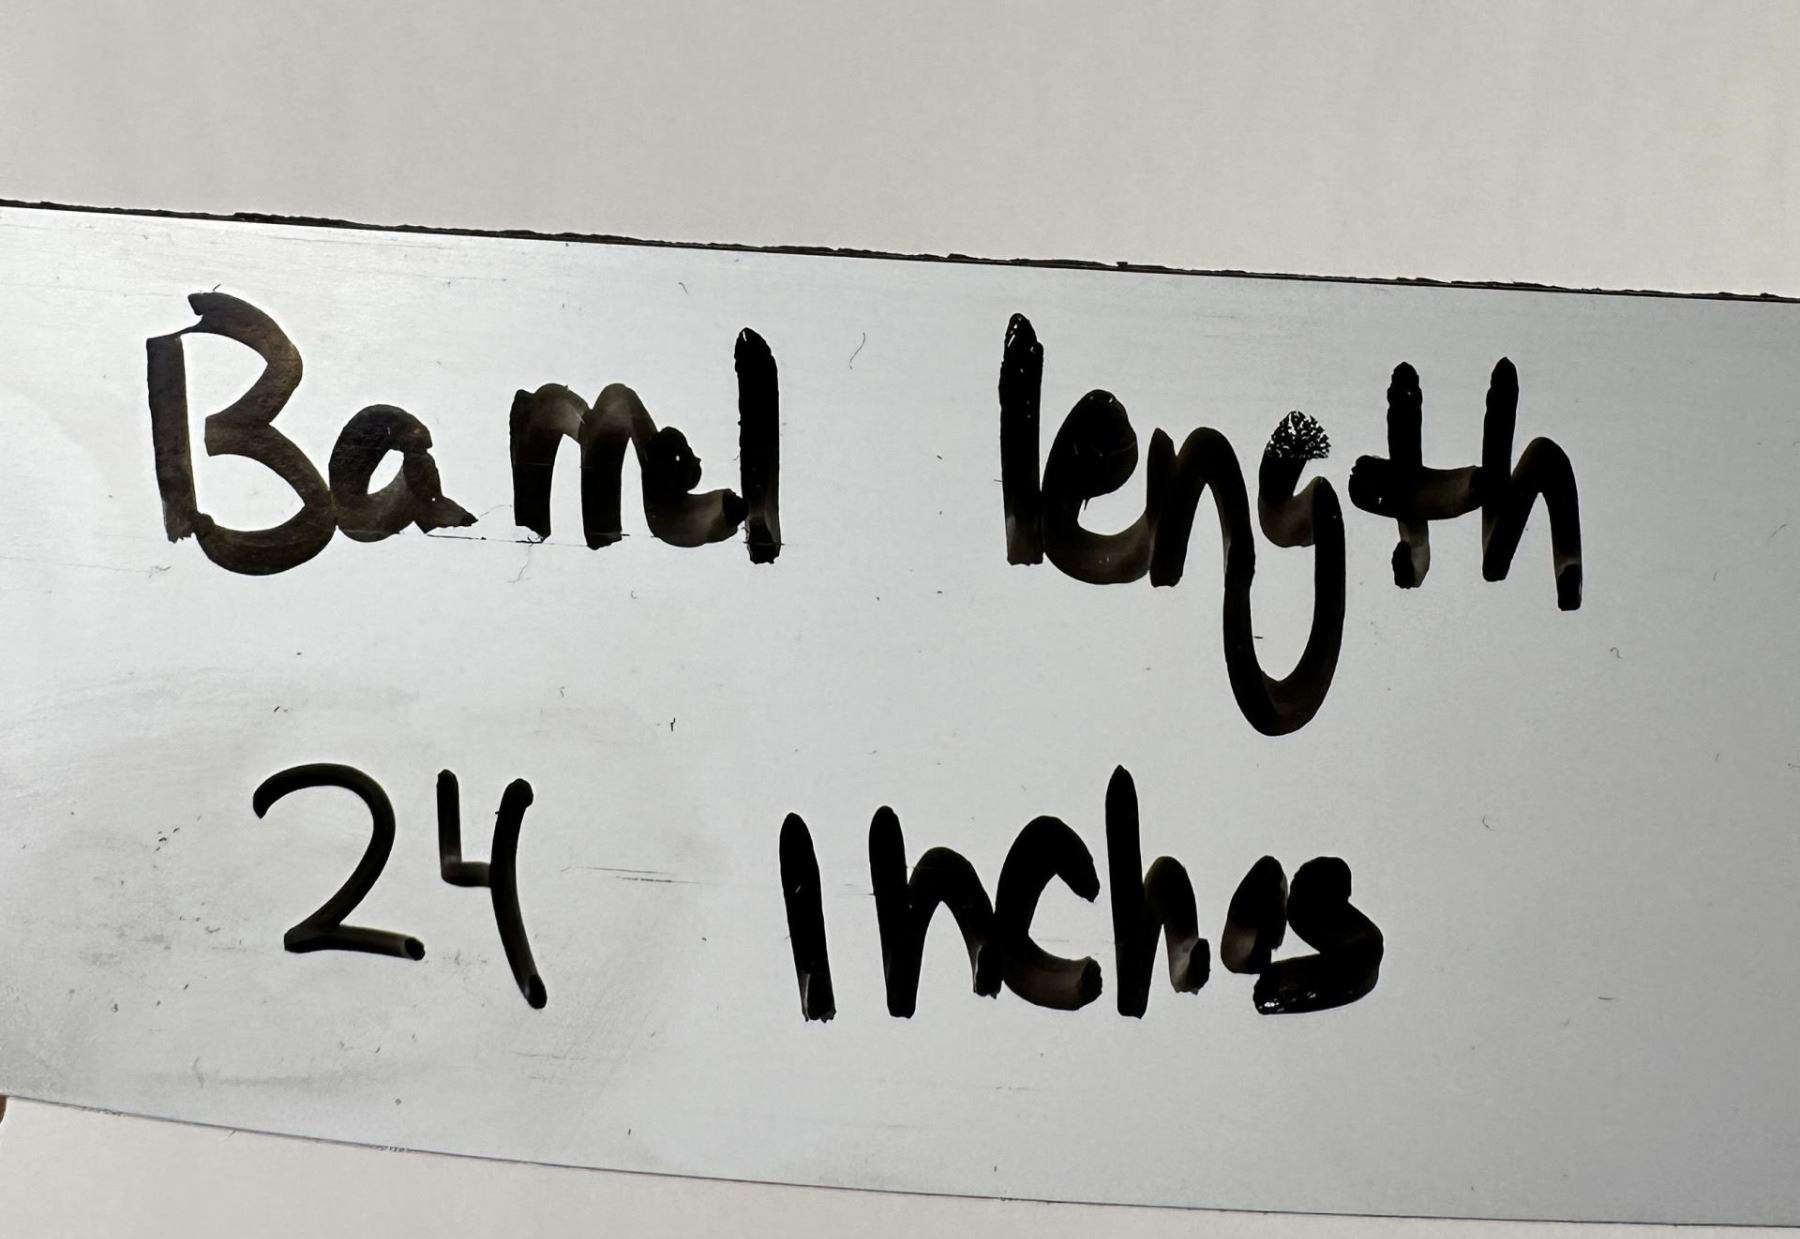 Barrel length
24 Inches